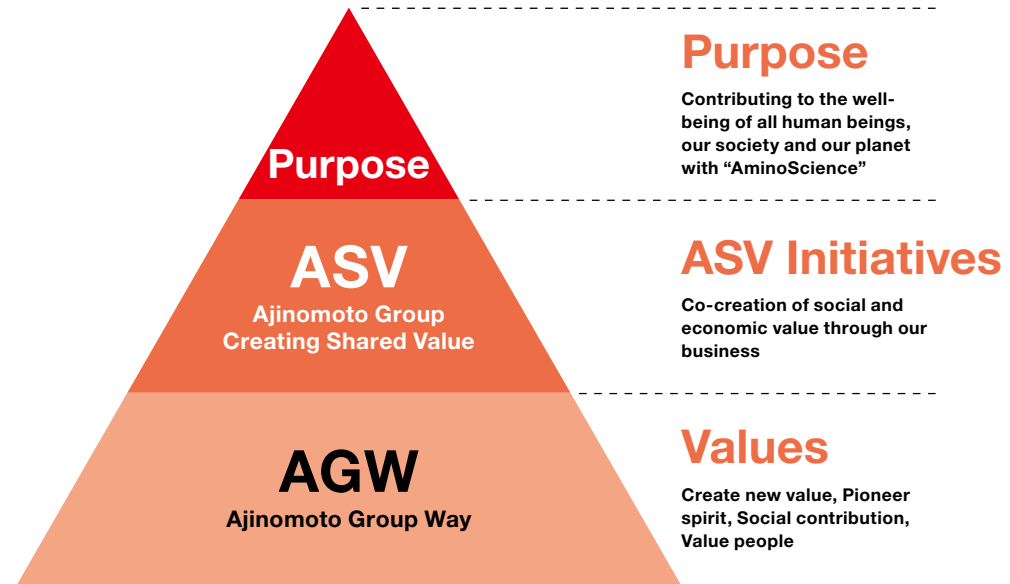 Purpose
Purpose
Contributing to the well-
being of all human beings,
our society and our planet
with “AminoScience”
ASV
Ajinomoto Group
Creating Shared Value
ASV Initiatives
Co-creation of social and
economic value through our
business
AGW
Ajinomoto Group Way
Values
Create new value, Pioneer
spirit, Social contribution,
Value people